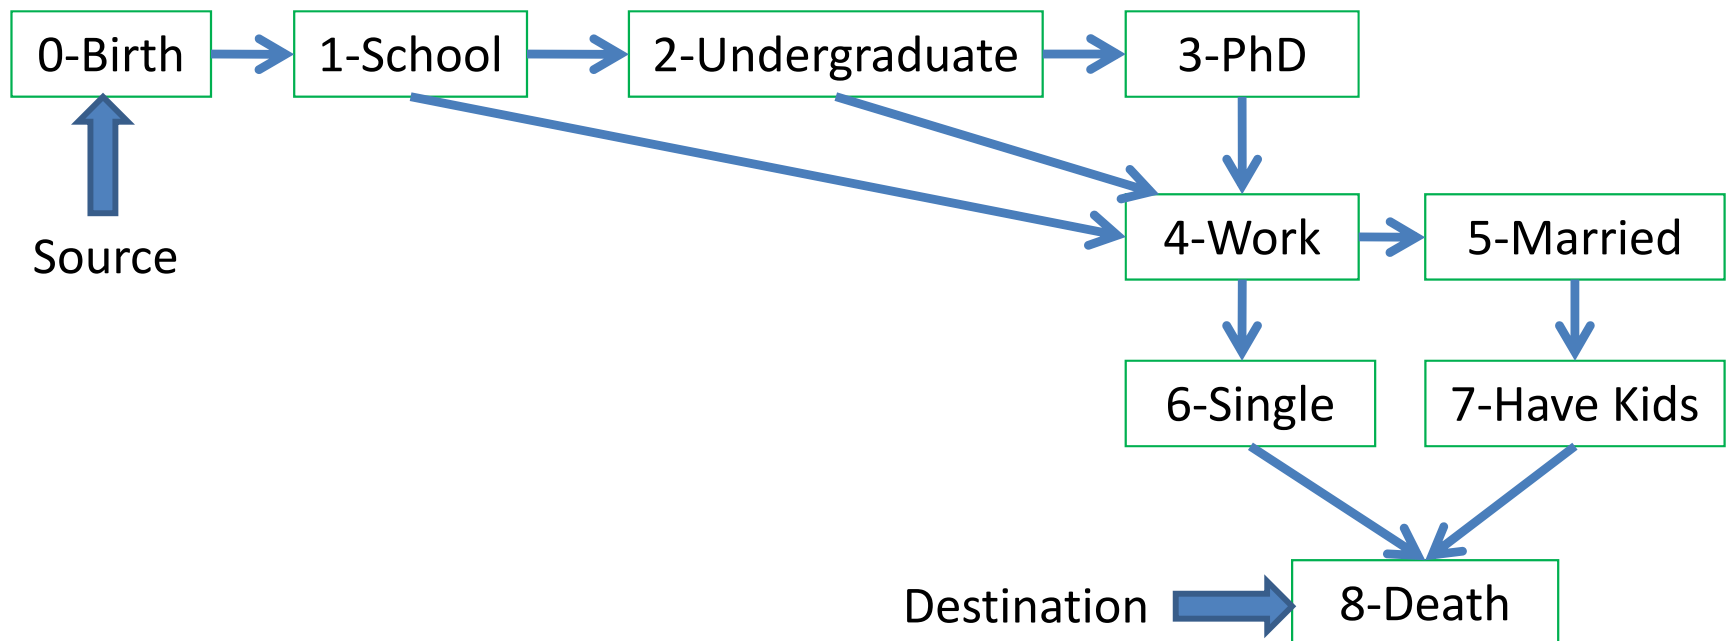 0-Birth
1-School
2-Undergraduate
3-PhD
Source
4-Work
5-Married
6-Single
7-Have Kids
Destination
8-Death